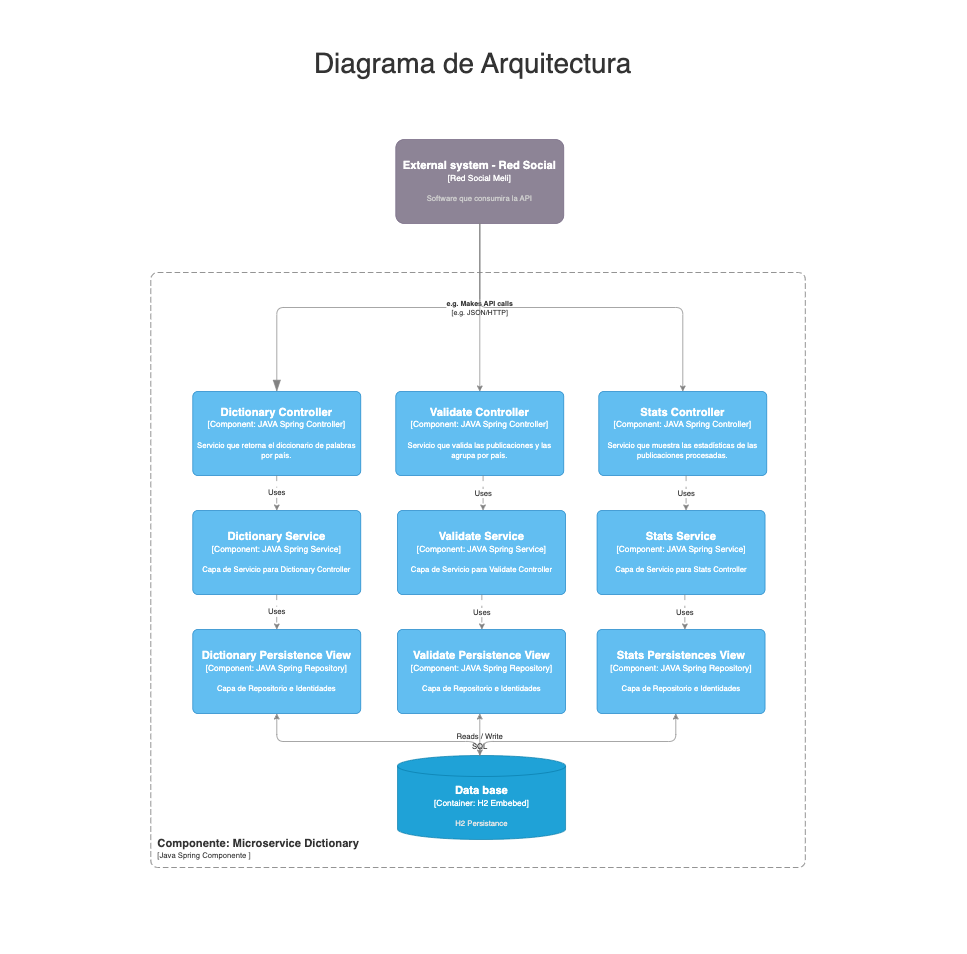 Diagrama de Arquitectura
External system - Red Social
[Red Social Meli]
Software que consumira la API
e.g. Makes API calls
[e.g. JSON/HTTP]
Dictionary Controller
[Component: JAVA Spring Controller]
Servicio que retorna el diccionario de palabras
por país.
Validate Controller
[Component: JAVA Spring Controller]
Servicio que valida las publicaciones y las
agrupa por país.
Stats Controller
[Component: JAVA Spring Controller]
Servicio que muestra las estadísticas de las
publicaciones procesadas.
Uses
Uses
Uses
Dictionary Service
[Component: JAVA Spring Service]
Capa de Servicio para Dictionary Controller
Validate Service
[Component: JAVA Spring Service]
Capa de Servicio para Validate Controller
Stats Service
[Component: JAVA Spring Service]
Capa de Servicio para Stats Controller
Uses
Uses
Uses
Dictionary Persistence View
[Component: JAVA Spring Repository]
Capa de Repositorio e Identidades
Validate Persistence View
[Component: JAVA Spring Repository]
Capa de Repositorio e Identidades
Stats Persistences View
[Component: JAVA Spring Repository]
Capa de Repositorio e Identidades
Reads / Write
SQL
Data base
[Container: H2 Embebed]
H2 Persistance
Componente: Microservice Dictionary
[Java Spring Componente ]